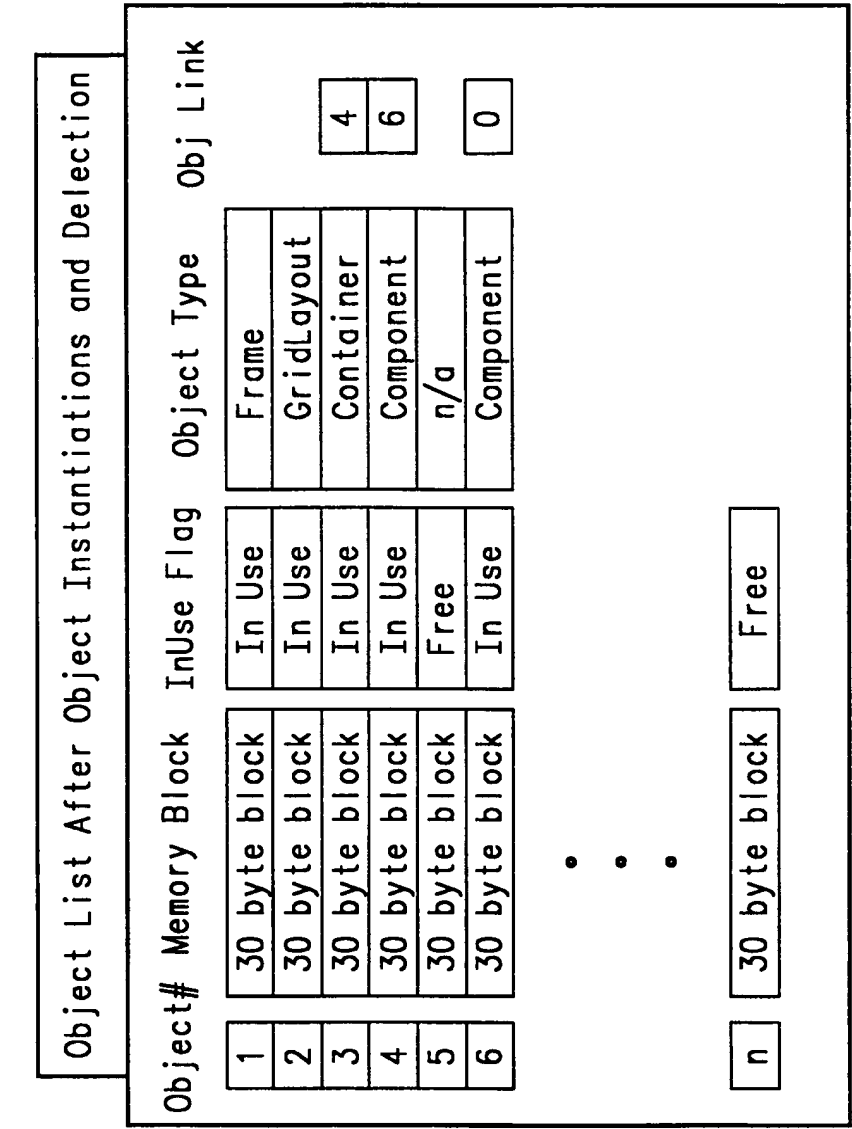 Object List After Object Instantiations and Delection
Object# Memory Block InUse Flag Object Type Obj Link
1 30 byte block In Use Frame
2 30 byte block In Use GridLayout
3 30 byte block In Use Container 4
4 30 byte block In Use Component 6
5 30 byte block Free n/a
6 30 byte block In Use Component 0
n 30 byte block Free